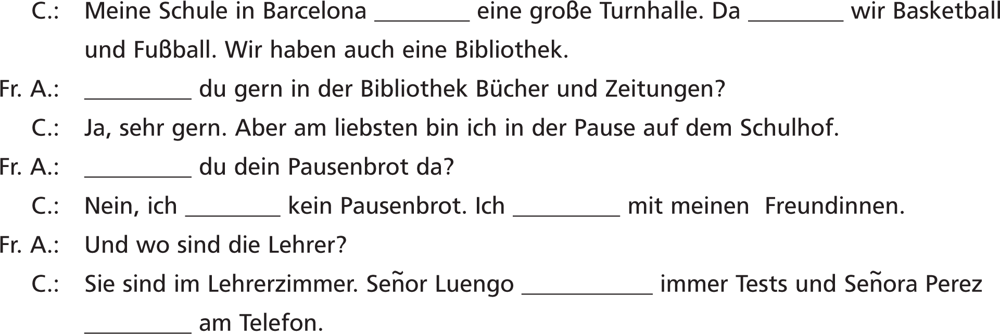 C.: Meine Schule in Barcelona ________ eine große Turnhalle. Da ________ wir Basketball
und Fußball. Wir haben auch eine Bibliothek.
Fr. A.: _________ du gern in der Bibliothek Bücher und Zeitungen?
C.: Ja, sehr gern. Aber am liebsten bin ich in der Pause auf dem Schulhof.
Fr. A.: _________ du dein Pausenbrot da?
C.: Nein, ich ________ kein Pausenbrot. Ich _________ mit meinen Freundinnen.
Fr. A.: Und wo sind die Lehrer?
C.: Sie sind im Lehrerzimmer. Señor Luengo ___________ immer Tests und Señora Perez
_________ am Telefon.